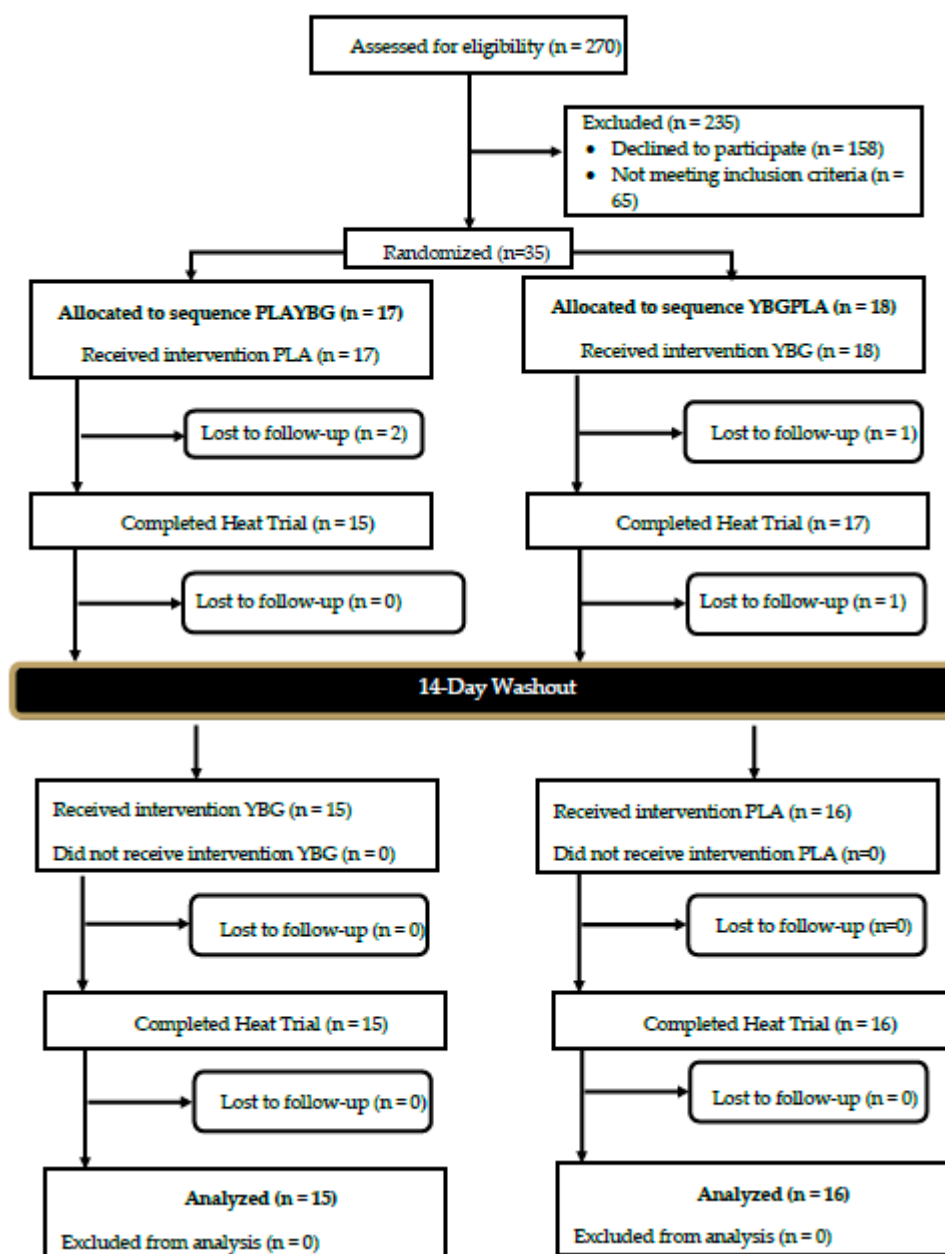 Assessed for eligibility (n = 270)
Excluded (n = 235)
• Declined to participate (n = 158)
• Not meeting inclusion criteria (n =
65)
Randomized (n=35)
Allocated to sequence PLAYBG (n = 17)
Received intervention PLA (n = 17)
Allocated to sequence YBGPLA (n = 18)
Received intervention YBG (n = 18)
Lost to follow-up (n = 2)
Lost to follow-up (n = 1)
Completed Heat Trial (n = 15)
Completed Heat Trial (n = 17)
Lost to follow-up (n = 0)
Lost to follow-up (n = 1)
14-Day Washout
Received intervention YBG (n = 15)
Did not receive intervention YBG (n = 0)
Received intervention PLA (n = 16)
Did not receive intervention PLA (n=0)
Lost to follow-up (n = 0)
Lost to follow-up (n=0)
Completed Heat Trial (n = 15)
Completed Heat Trial (n = 16)
Lost to follow-up (n = 0)
Lost to follow-up (n = 0)
Analyzed (n = 15)
Excluded from analysis (n = 0)
Analyzed (n = 16)
Excluded from analysis (n = 0)